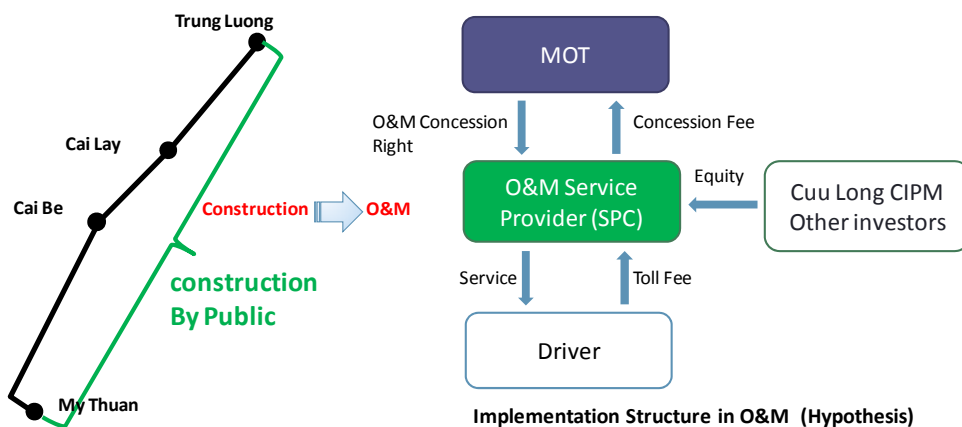 Trung Luong
Cai Lay
Cai Be
My Thuan
construction
By Public
Construction
O&M
MOT
O&M Concession
Right
Concession Fee
O&M Service
Provider (SPC)
Equity
Cuu Long CIPM
Other investors
Service
Toll Fee
Driver
Implementation Structure in O&M (Hypothesis)